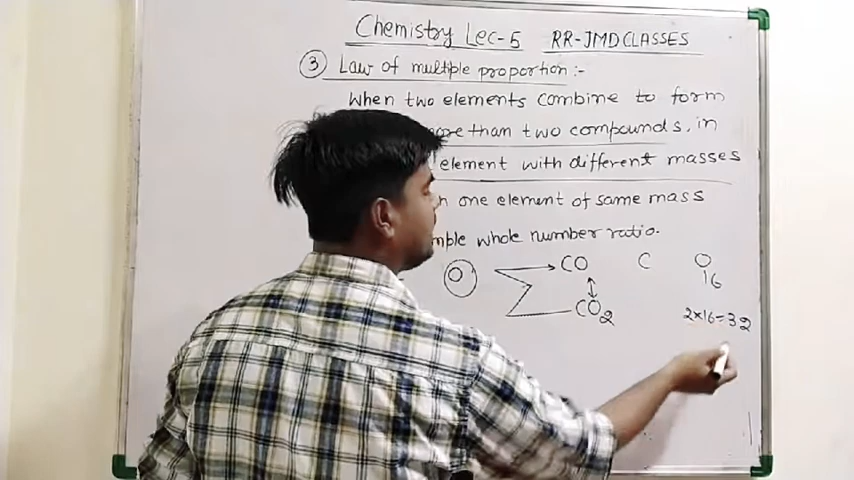 Chemistry Lec-5 RR-JMD CLASSES
③ Law of multiple proportion :-
When two elements combine to form
more than two compounds, in
element with different masses
one element of same mass
whole number ratio.
O CO C O
16
CO2 2×16=32